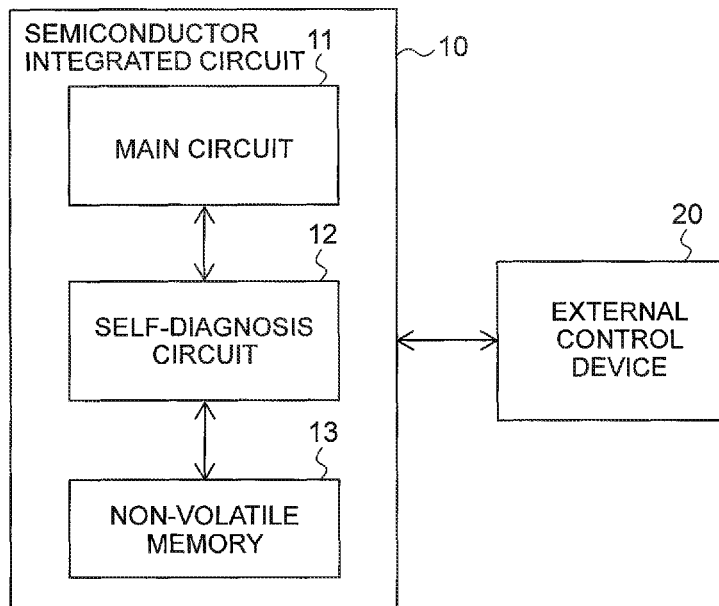 SEMICONDUCTOR
INTEGRATED CIRCUIT
11
10
MAIN CIRCUIT
12
SELF-DIAGNOSIS
CIRCUIT
13
NON-VOLATILE
MEMORY
20
EXTERNAL
CONTROL
DEVICE